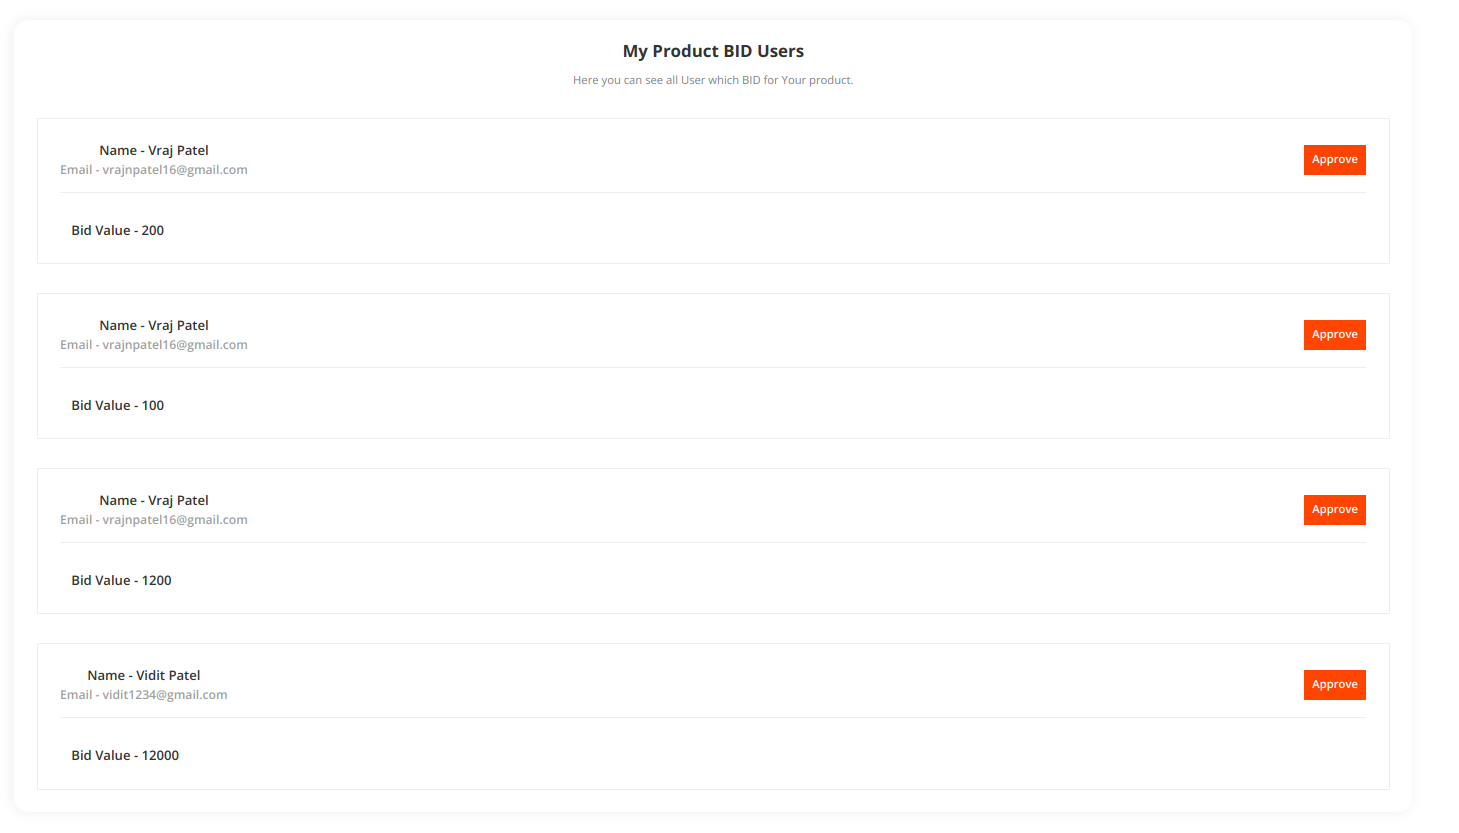 My Product BID Users
Here you can see all User which BID for Your product.
Name - Vraj Patel
Email - vrajnpatel16@gmail.com
Approve
Bid Value - 200
Name - Vraj Patel
Email - vrajnpatel16@gmail.com
Approve
Bid Value - 100
Name - Vraj Patel
Email - vrajnpatel16@gmail.com
Approve
Bid Value - 1200
Name - Vidit Patel
Email - vidit1234@gmail.com
Approve
Bid Value - 12000